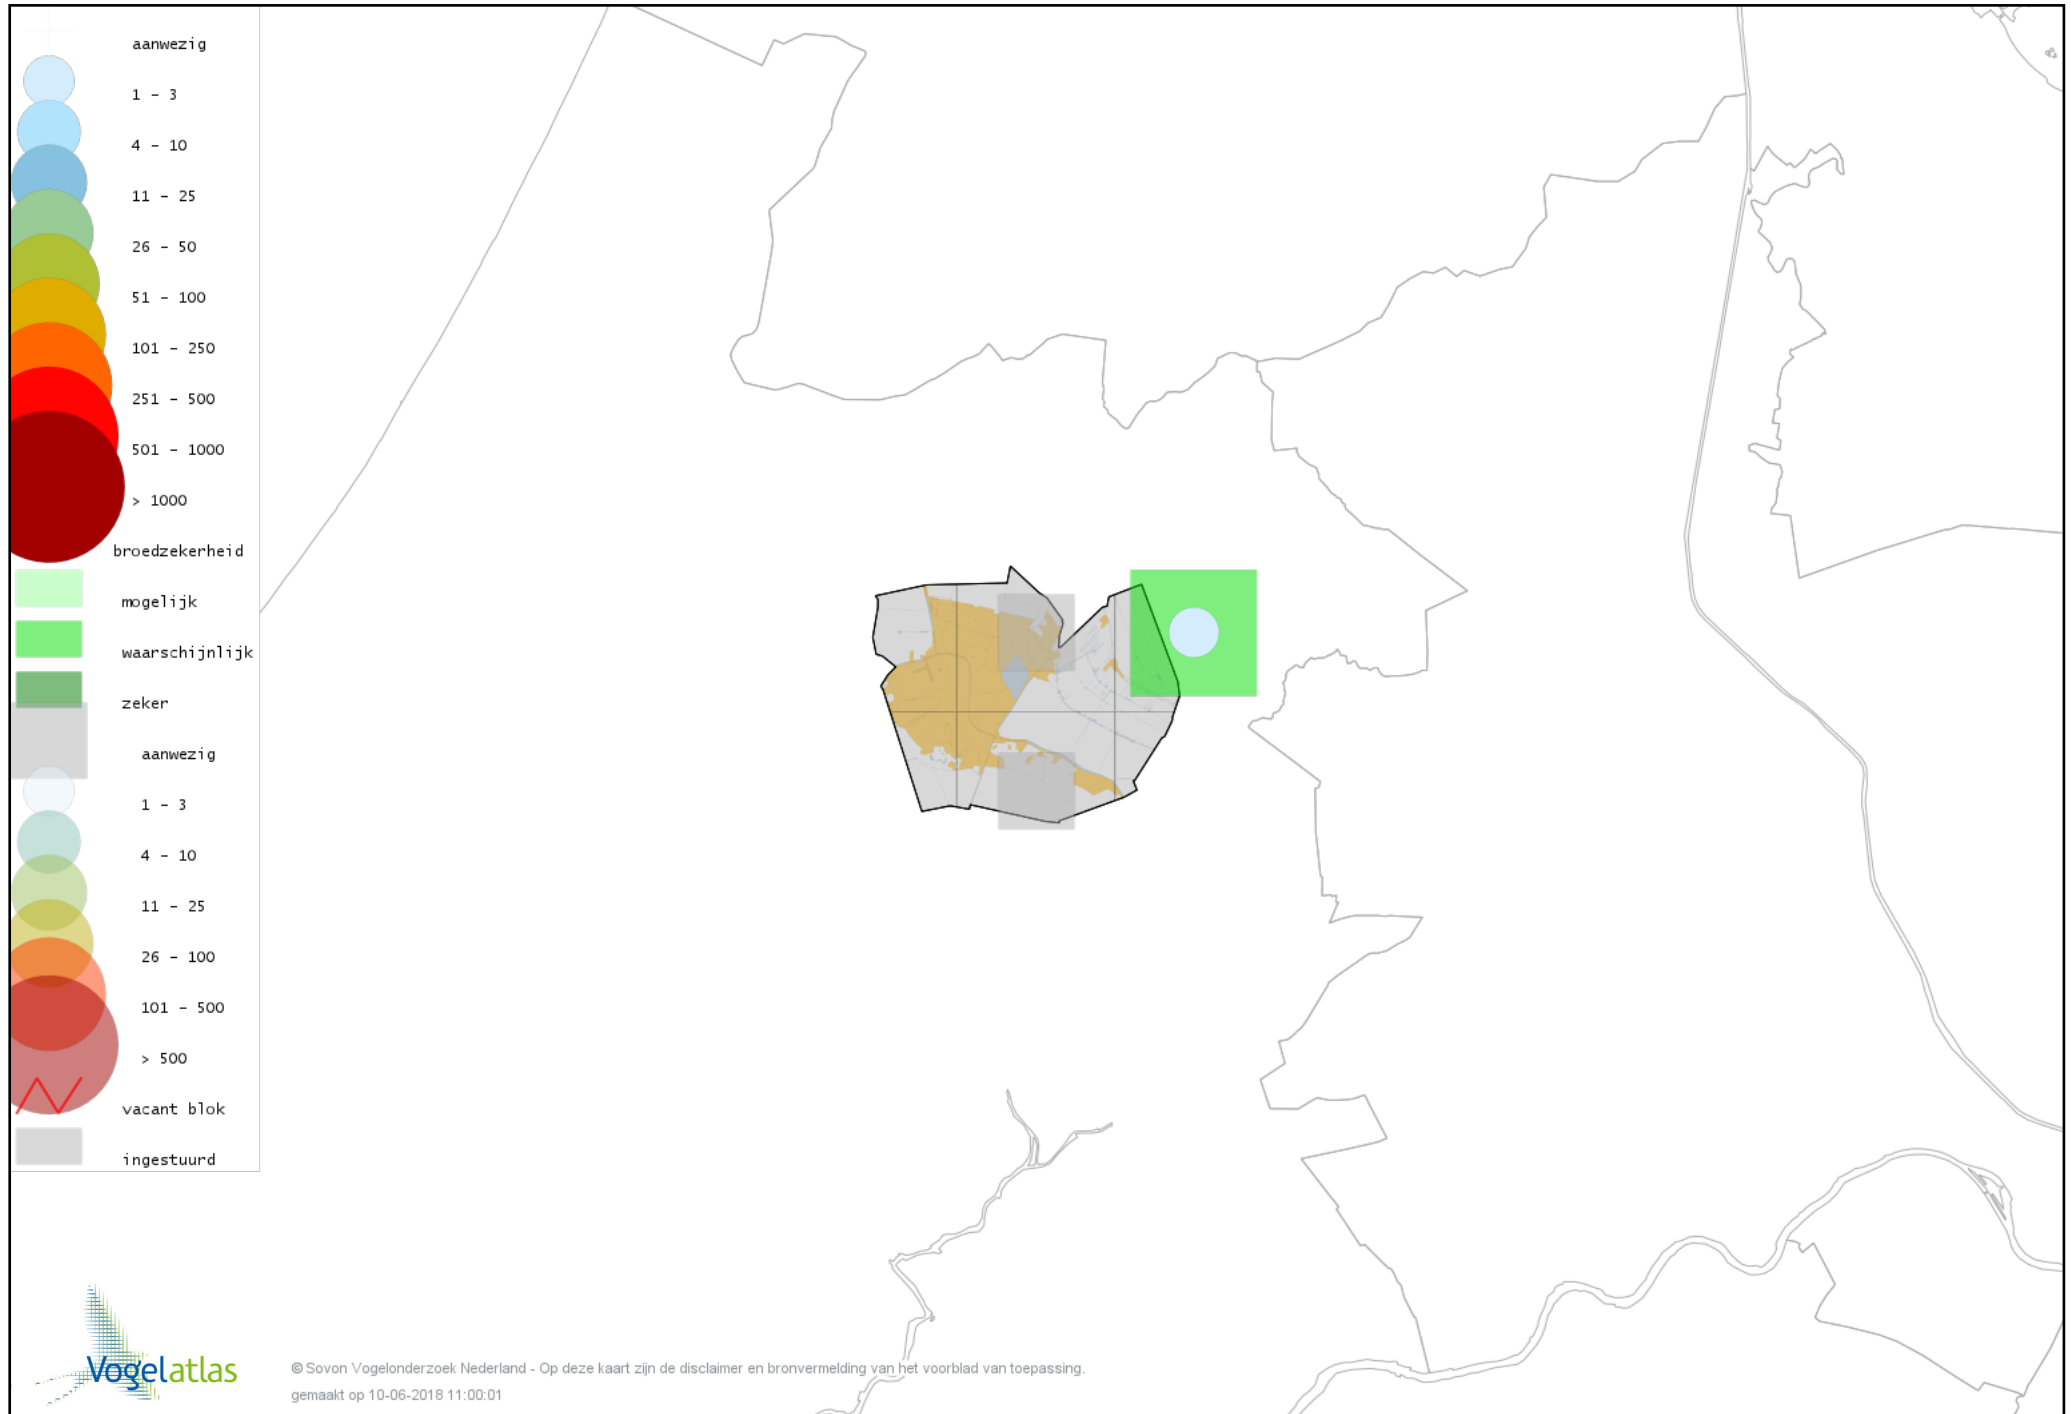 aanwezig
1 - 3
4 - 10
11 - 25
26 - 50
51 - 100
101 - 250
251 - 500
501 - 1000
> 1000
broedzekerheid
mogelijk
waarschijnlijk
zeker
aanwezig
1 - 3
4 - 10
11 - 25
26 - 100
101 - 500
> 500
vacant blok
ingestuurd
Vogelatlas
© Sovon Vogelonderzoek Nederland - Op deze kaart zijn de disclaimer en bronvermelding van het voorblad van toepassing.
gemaakt op 10-06-2018 11:00:01